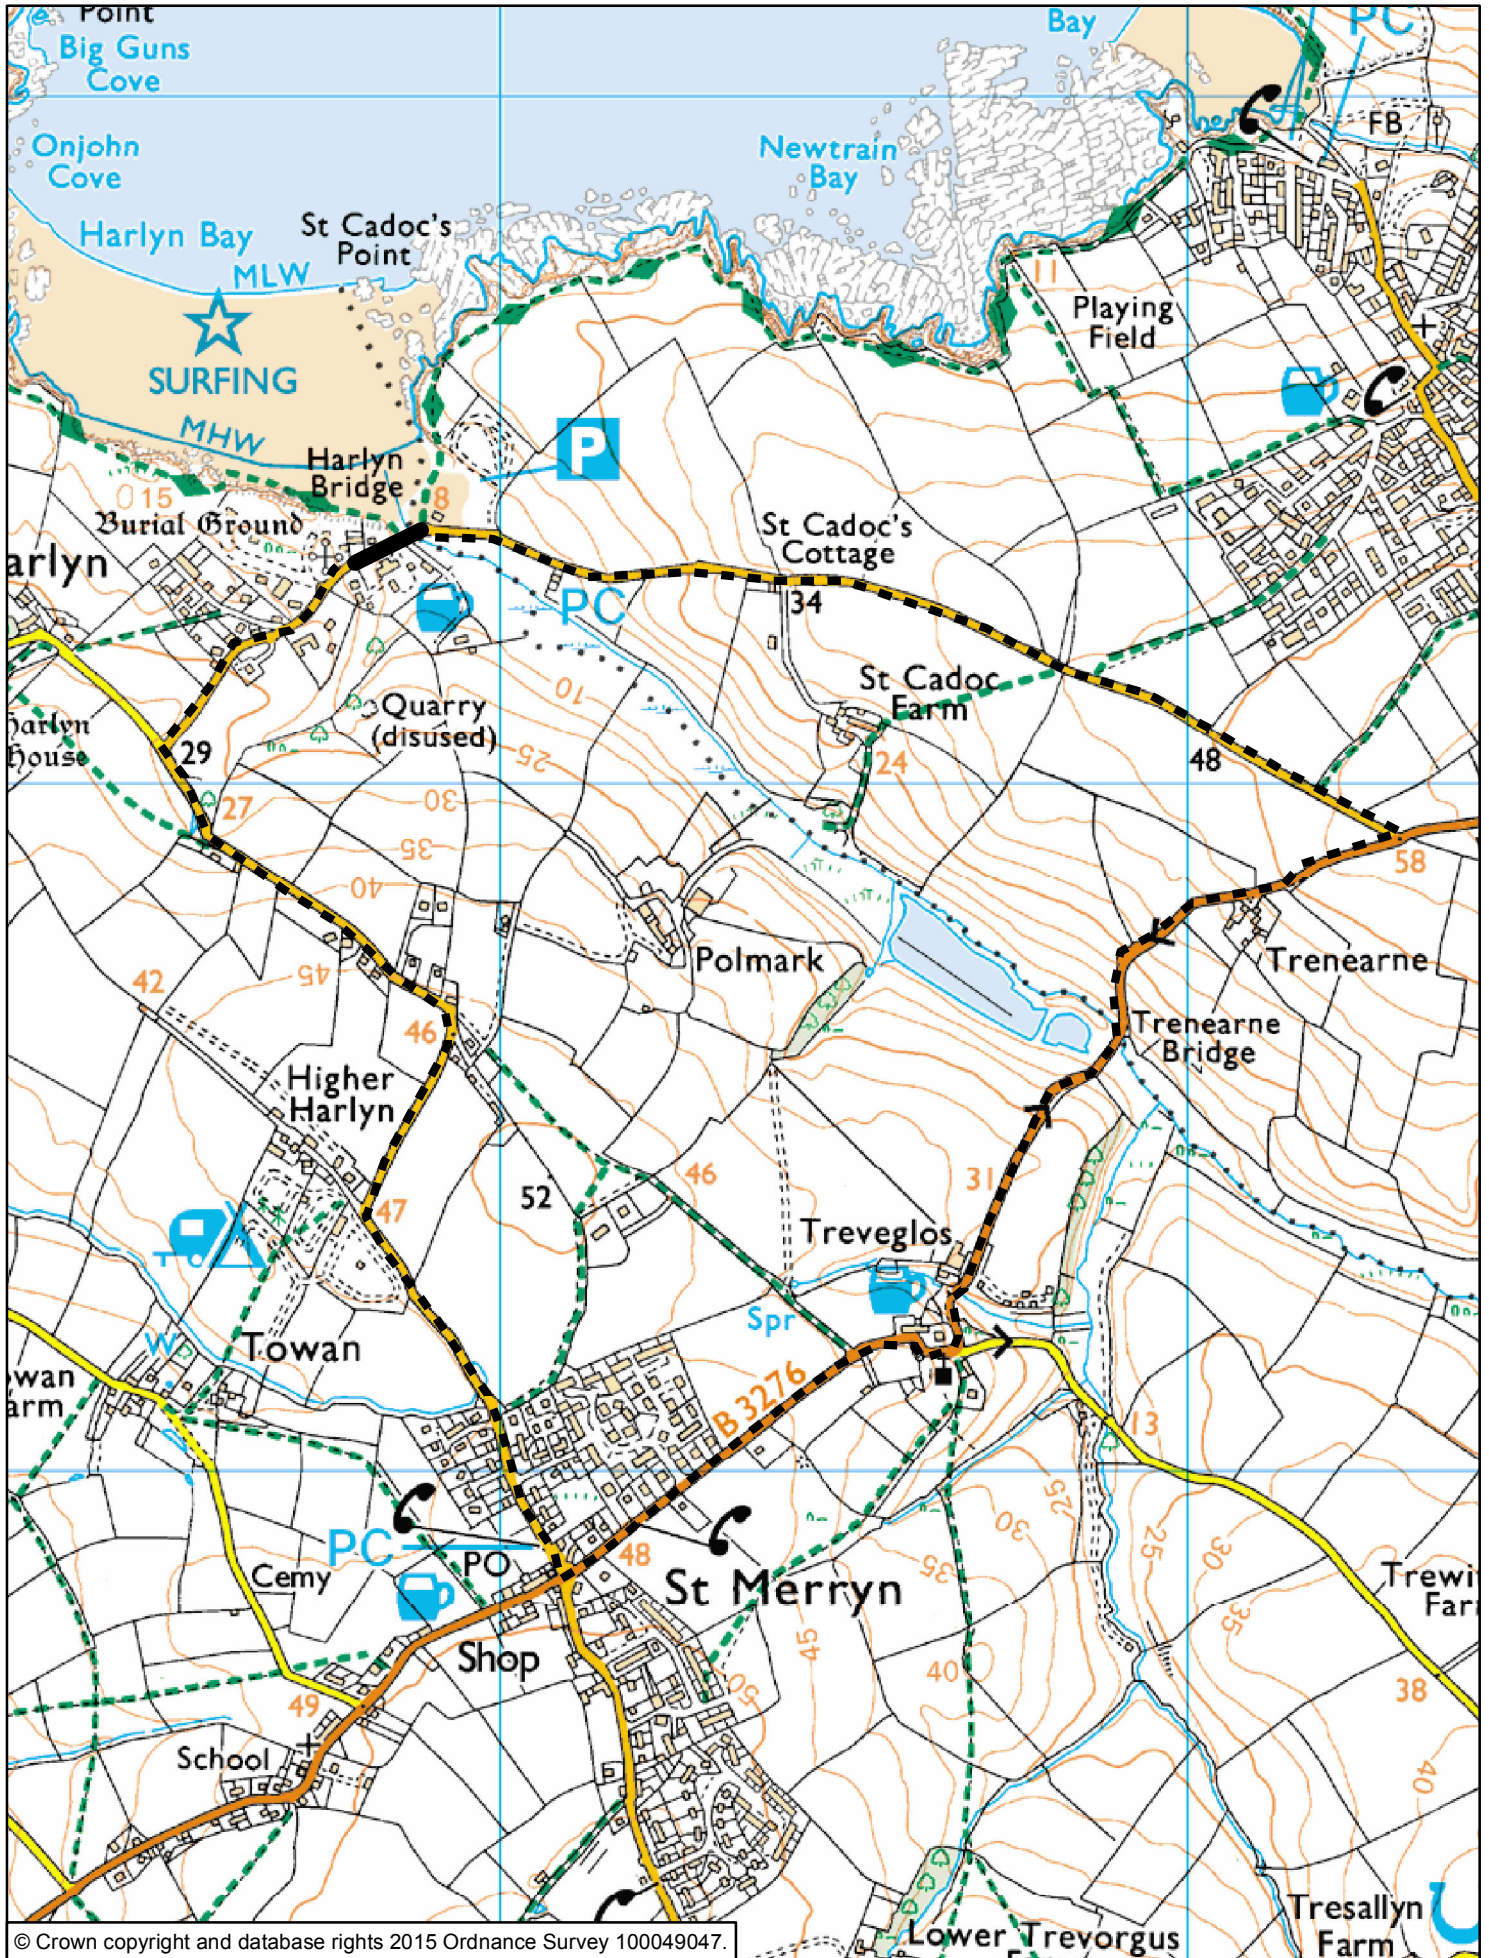 Point
Big Guns
Cove
Bay
PC
Onjohn
Cove
Newtrain
Bay
FB
Harlyn Bay
St Cadoc's
Point
MLW
11
Playing
Field
SURFING
MHW
Harlyn
Bridge
P
8
15
Burial Ground
St Cadoc's
Cottage
arlyn
PC
34
St Cadoc
Farm
10
Quarry
(disused)
Harlyn
House
29
25
24
48
27
30
35
58
40
45
42
Polmark
Trenearne
46
Trenearne
Bridge
Higher
Harlyn
52
46
31
47
Treveglos
Spr
W
Towan
wan
arm
B 3276
13
25
30
25
30
PC
PO
48
35
Cemy
St Merryn
Trewi
Far
35
45
Shop
40
50
38
49
School
40
Tresallyn
Farm
Lower Trevorgus
© Crown copyright and database rights 2015 Ordnance Survey 100049047.